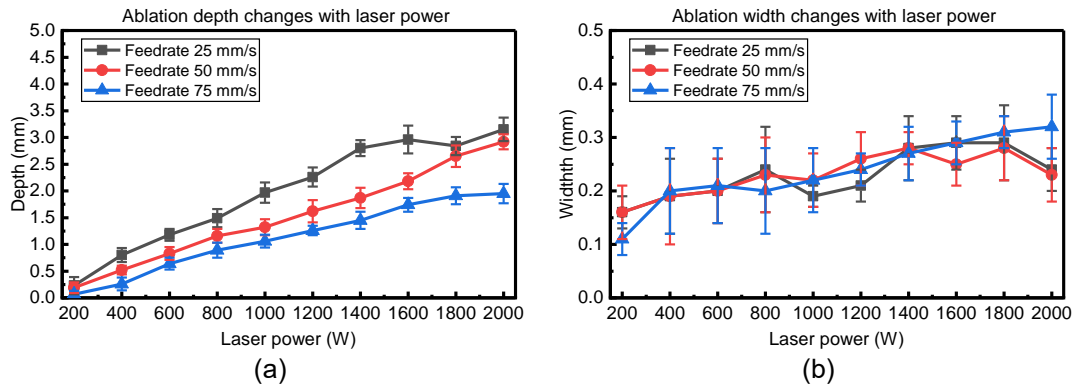 Ablation depth changes with laser power
5.0
4.5
4.0
3.5
3.0
2.5
2.0
1.5
1.0
0.5
0.0
Depth (mm)
Feedrate 25 mm/s
Feedrate 50 mm/s
Feedrate 75 mm/s
200 400 600 800 1000 1200 1400 1600 1800 2000
Laser power (W)
(a)
Ablation width changes with laser power
0.5
0.4
0.3
0.2
0.1
0.0
Widthth (mm)
Feedrate 25 mm/s
Feedrate 50 mm/s
Feedrate 75 mm/s
200 400 600 800 1000 1200 1400 1600 1800 2000
Laser power (W)
(b)